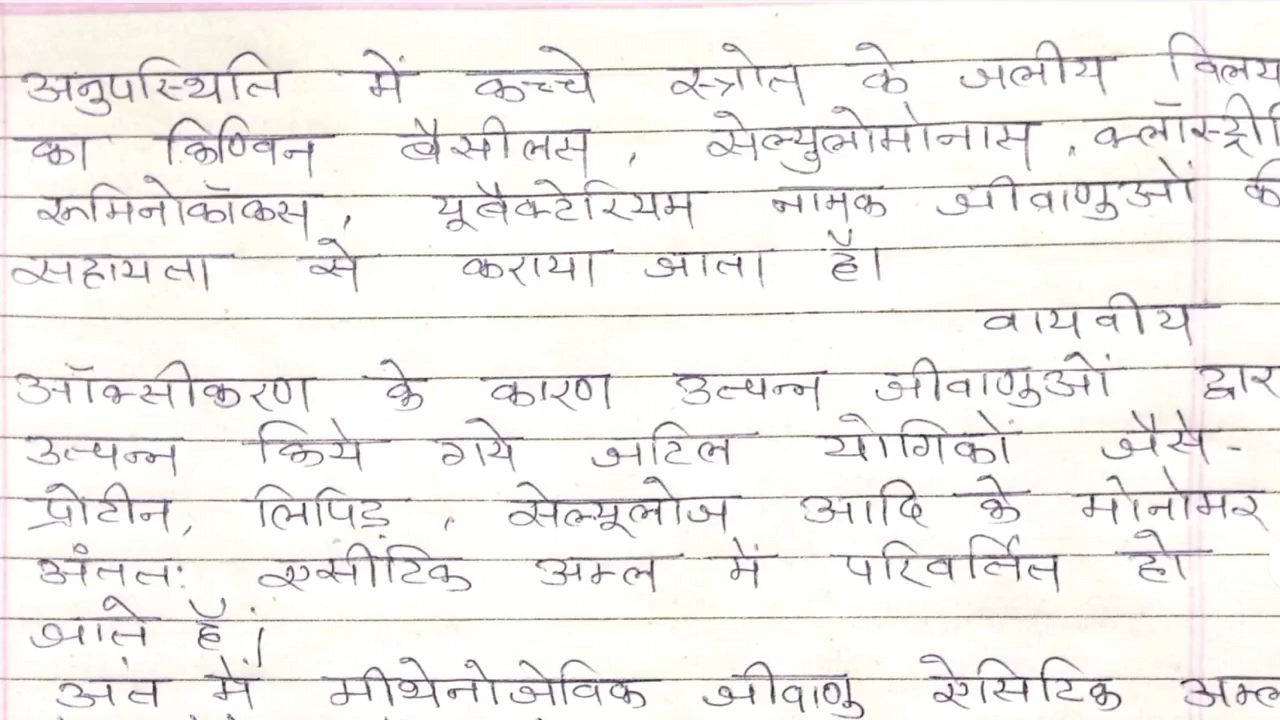 अनुपस्थिति में कच्चे स्त्रोत के जलीय विलय
का किण्विन बैसीलस, सेल्युलोमोनास, क्लॉस्ट्री
रूमिनोकॉकस, यूबैक्टेरियम नामक जीवाणुओं की
सहायता से कराया जाता है।
वायवीय
ऑक्सीकरण के कारण उत्पन्न जीवाणुओं द्वार
उत्पन्न किये गये जटिल योगिकों जैसे-
प्रोटीन, लिपिड़, सेल्यूलोज आदि के मोनोमर
अंततः एसीटिक अम्ल में परिवर्तित हो
जाते हैं।
अंत में मीथेनोजेविक जीवाणु एसिटिक अम्ल